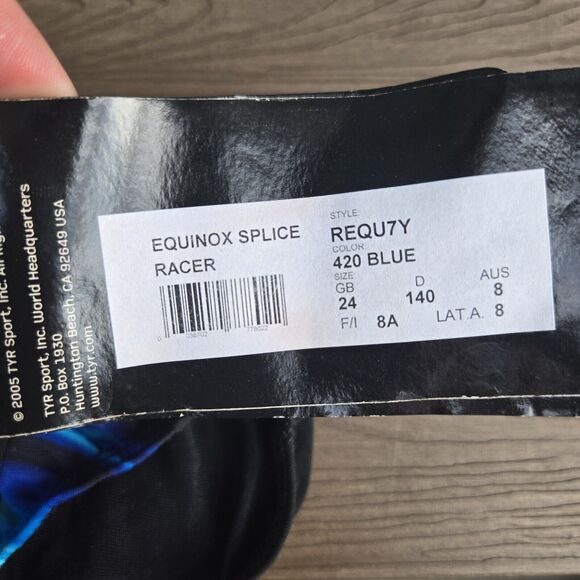 © 2005 TYR Sport, Inc. All Rig
TYR Sport, Inc. World Headquarters
P.O. Box 1930
Huntington Beach, CA 92649 USA
www.tyr.com
EQUINOX SPLICE
RACER
STYLE:
REQU7Y
COLOR:
420 BLUE
SIZE:
GB D AUS
24 140 8
F/I 8A LAT.A. 8